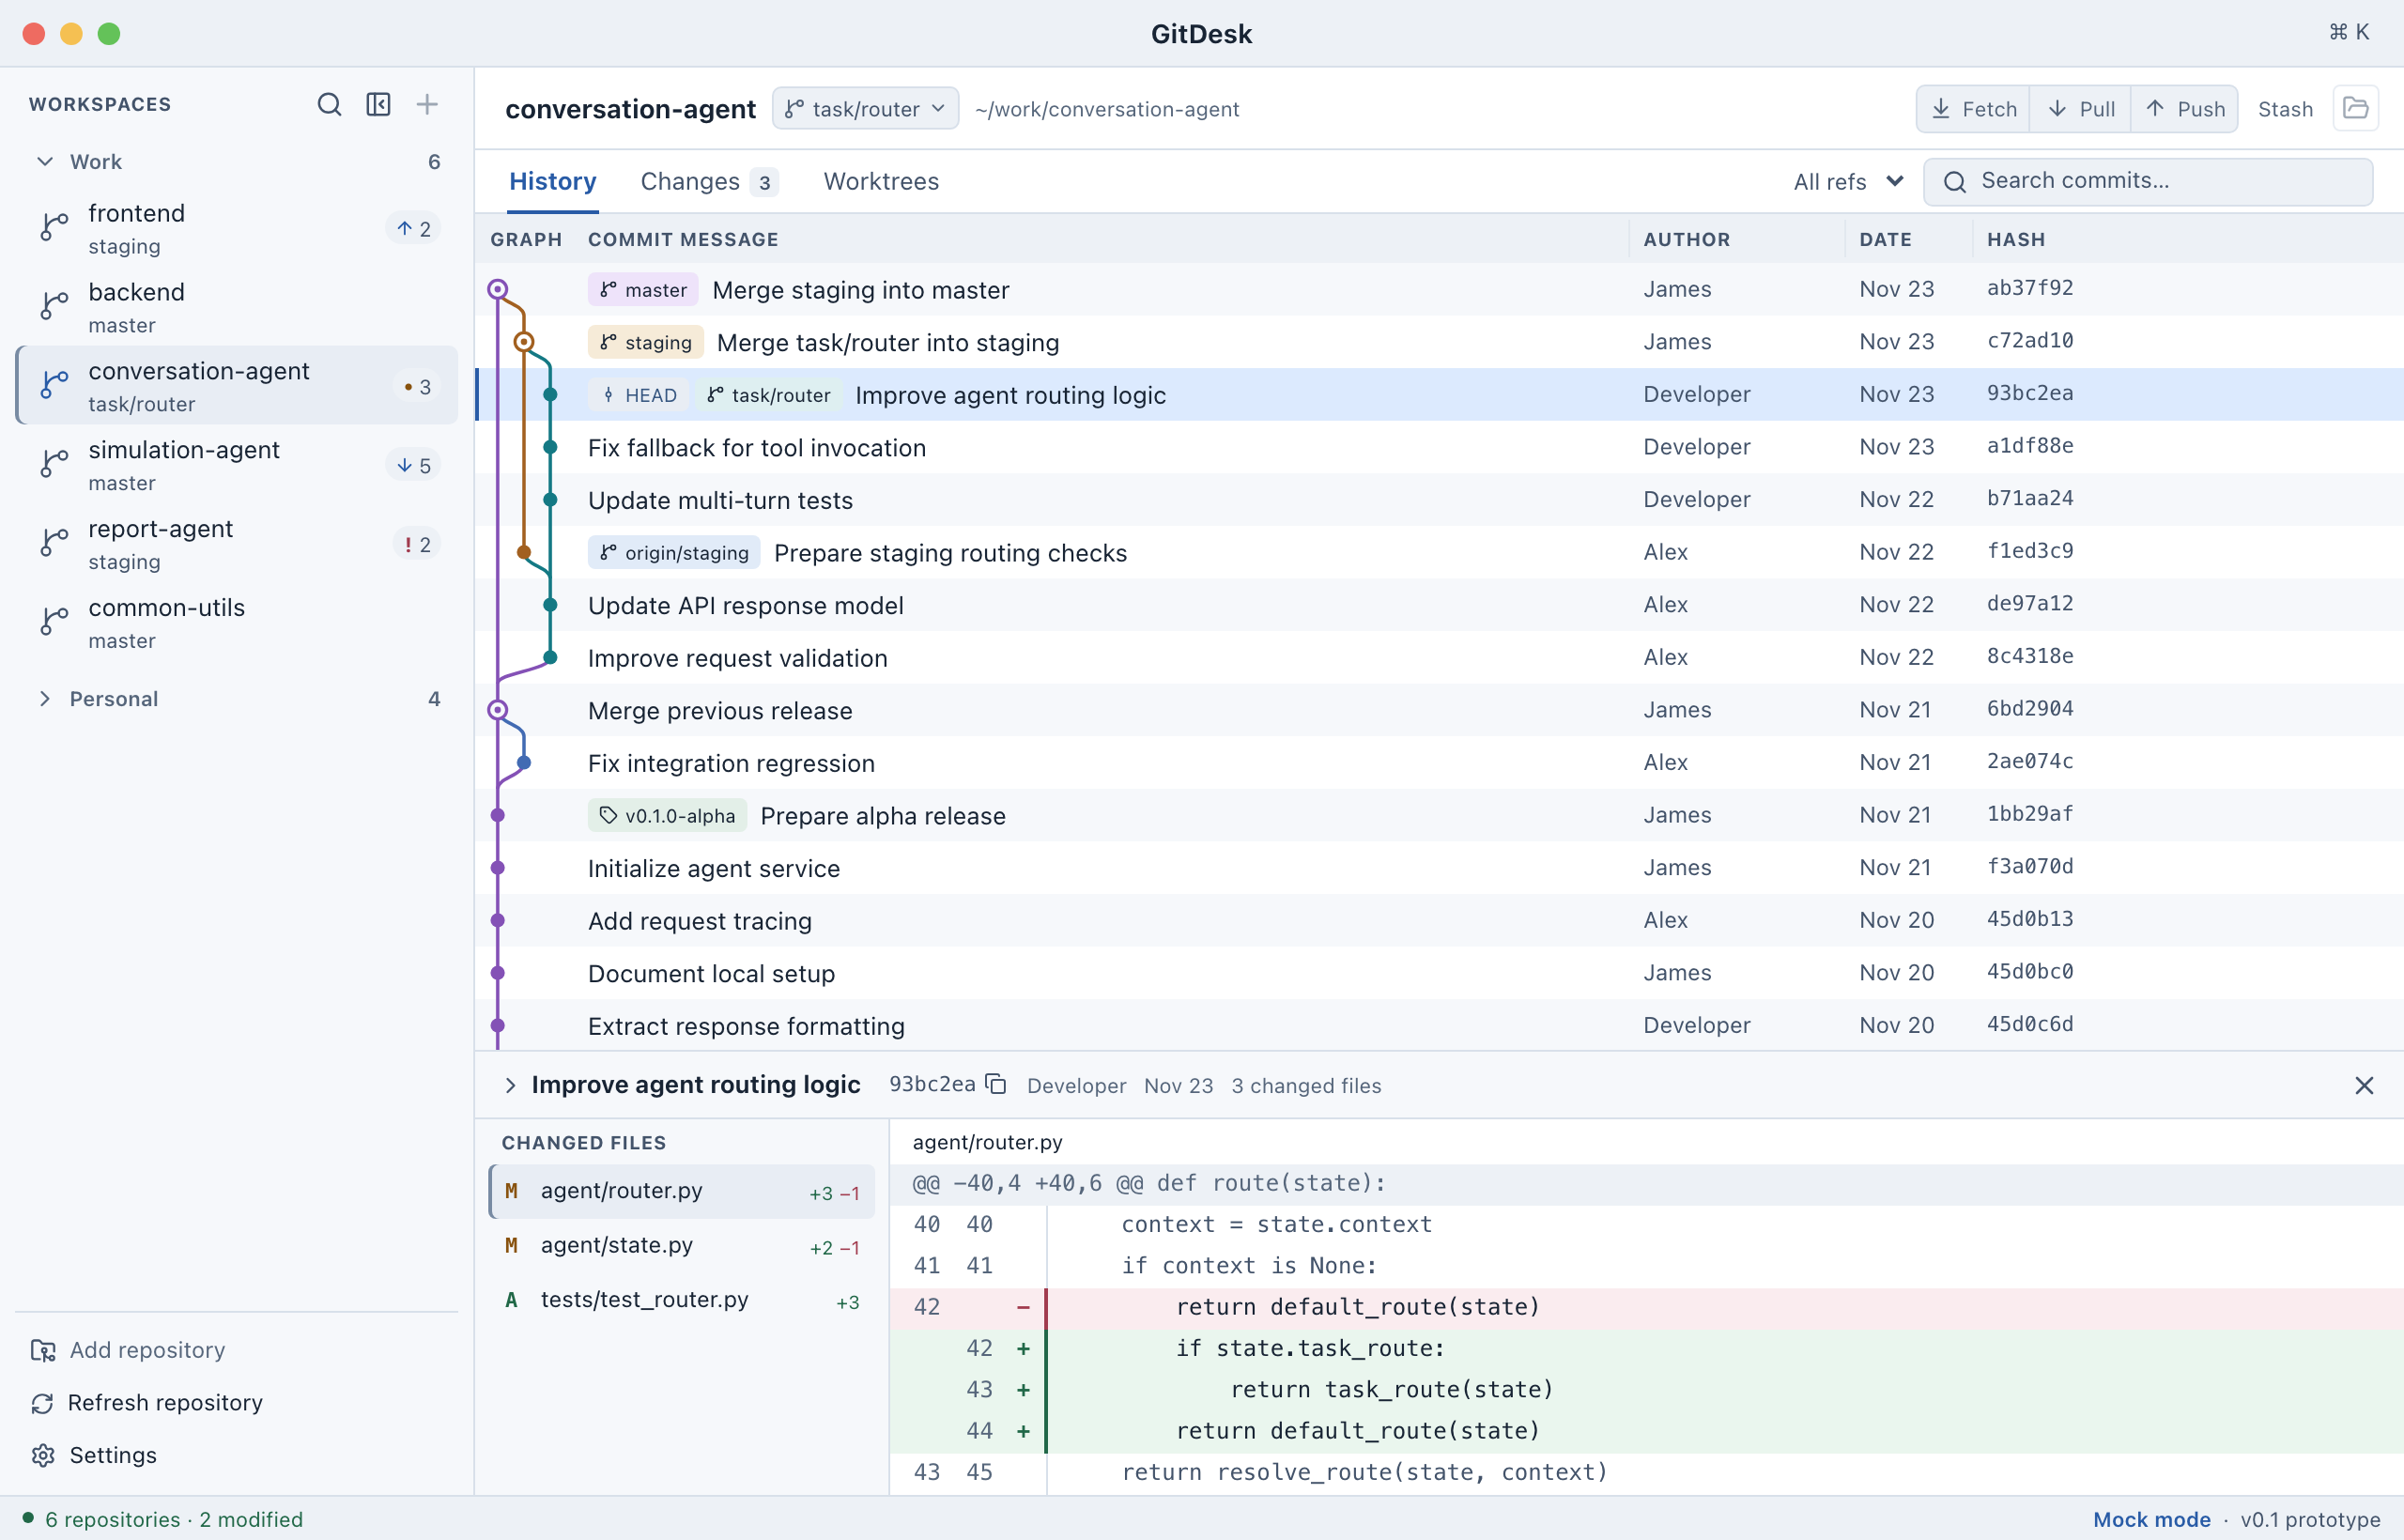 GitDesk
⌘ K
WORKSPACES
Work 6
frontend
staging
↑ 2
backend
master
conversation-agent
task/router
• 3
simulation-agent
master
↓ 5
report-agent
staging
! 2
common-utils
master
Personal 4
Add repository
Refresh repository
Settings
conversation-agent task/router ~/work/conversation-agent
Fetch Pull Push Stash
History Changes 3 Worktrees
All refs Search commits...
GRAPH COMMIT MESSAGE AUTHOR DATE HASH
master Merge staging into master James Nov 23 ab37f92
staging Merge task/router into staging James Nov 23 c72ad10
HEAD task/router Improve agent routing logic Developer Nov 23 93bc2ea
Fix fallback for tool invocation Developer Nov 23 a1df88e
Update multi-turn tests Developer Nov 22 b71aa24
origin/staging Prepare staging routing checks Alex Nov 22 f1ed3c9
Update API response model Alex Nov 22 de97a12
Improve request validation Alex Nov 22 8c4318e
Merge previous release James Nov 21 6bd2904
Fix integration regression Alex Nov 21 2ae074c
v0.1.0-alpha Prepare alpha release James Nov 21 1bb29af
Initialize agent service James Nov 21 f3a070d
Add request tracing Alex Nov 20 45d0b13
Document local setup James Nov 20 45d0bc0
Extract response formatting Developer Nov 20 45d0c6d
Improve agent routing logic 93bc2ea Developer Nov 23 3 changed files
CHANGED FILES
M agent/router.py +3 −1
M agent/state.py +2 −1
A tests/test_router.py +3
agent/router.py
@@ −40,4 +40,6 @@ def route(state):
40 40 context = state.context
41 41 if context is None:
42 − return default_route(state)
42 + if state.task_route:
43 + return task_route(state)
44 + return default_route(state)
43 45 return resolve_route(state, context)
6 repositories · 2 modified
Mock mode · v0.1 prototype